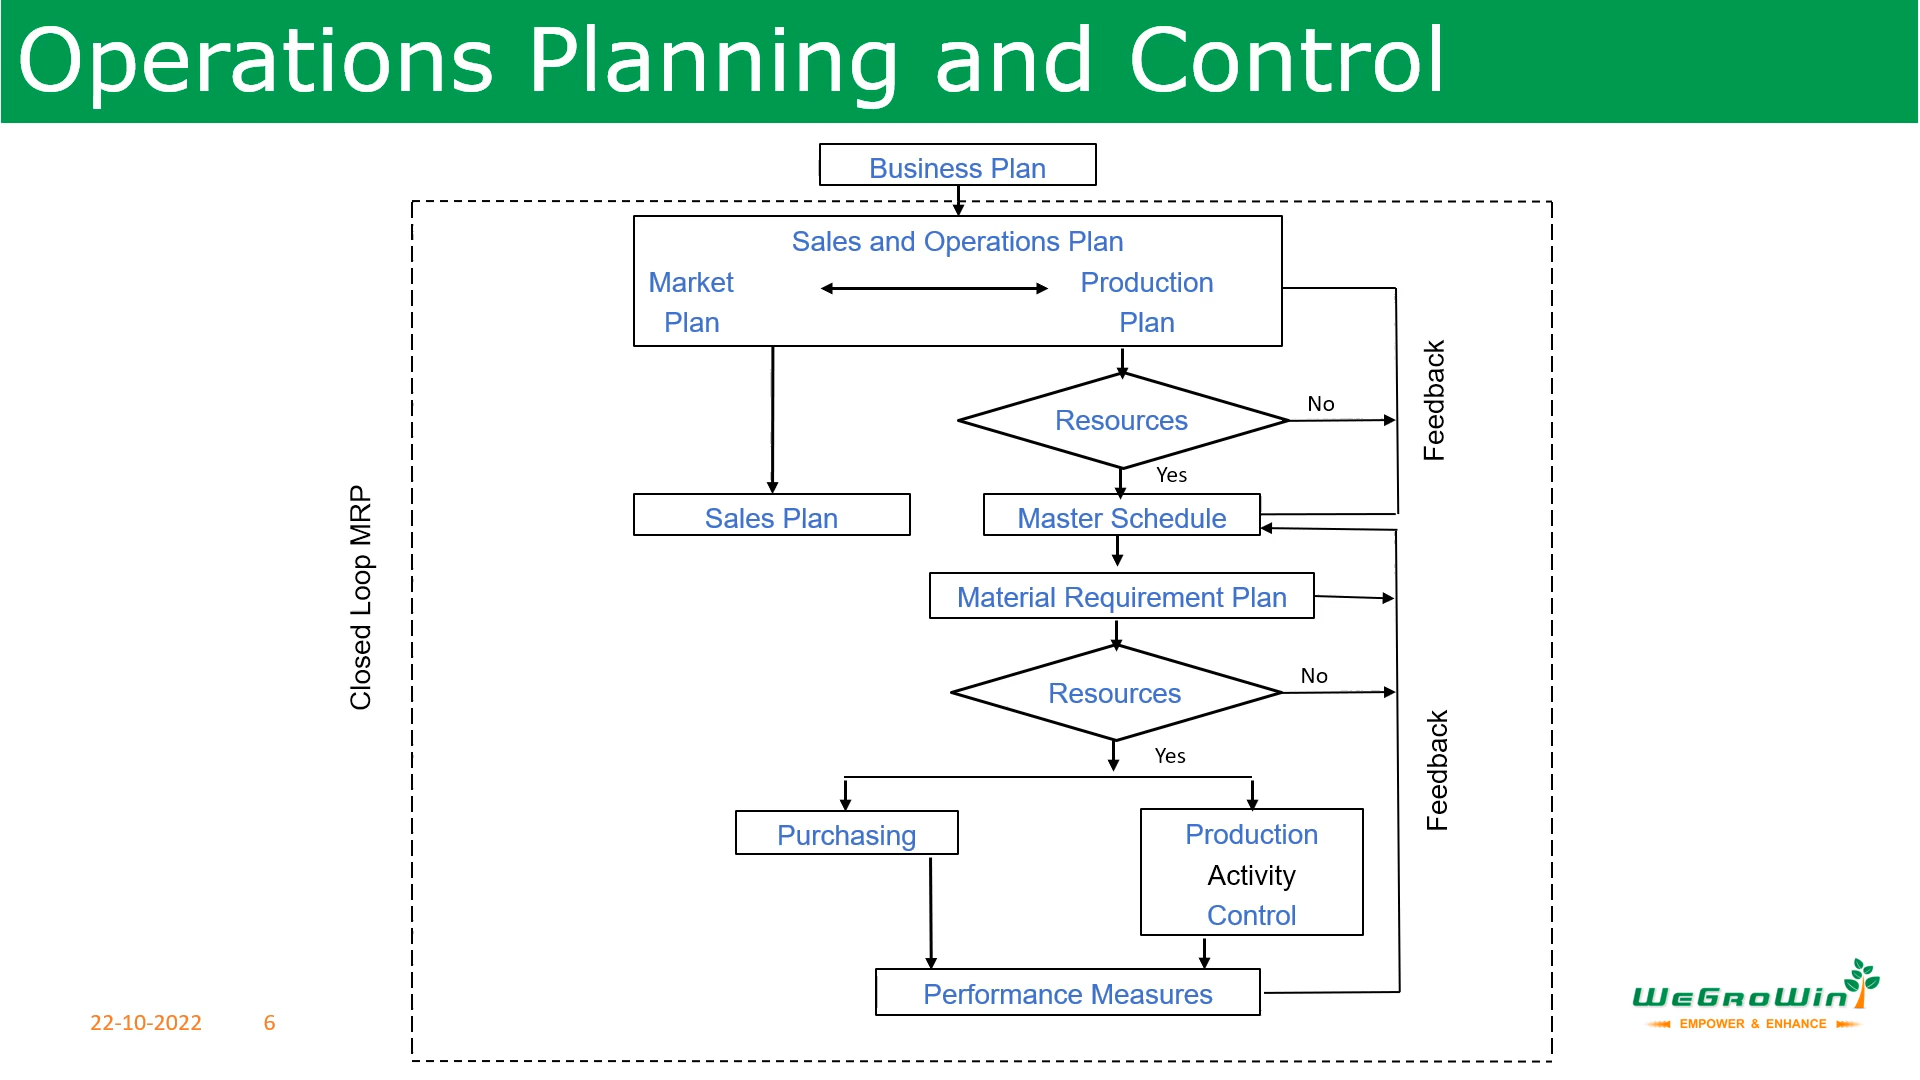 Operations Planning and Control
Business Plan
Sales and Operations Plan
Market
Plan
Production
Plan
Feedback
Resources
No
Yes
Sales Plan
Master Schedule
Closed Loop MRP
Material Requirement Plan
Resources
No
Yes
Feedback
Purchasing
Production
Activity
Control
Performance Measures
22-10-2022
6
WeGroWin
EMPOWER & ENHANCE